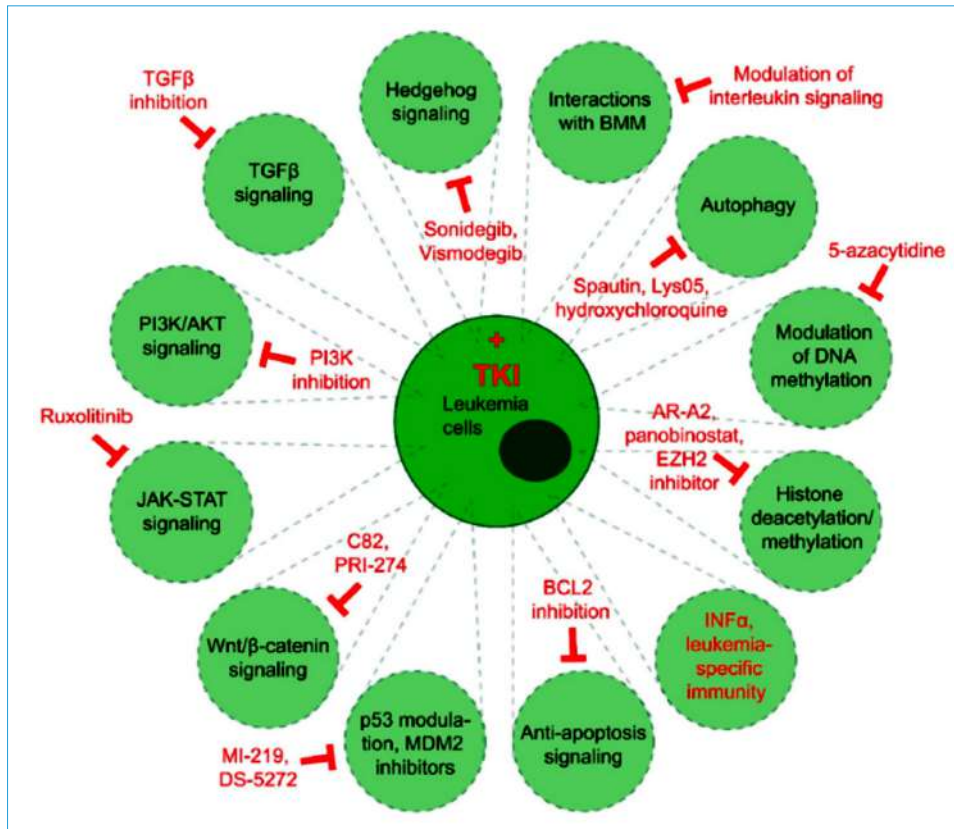 TGFβ
inhibition
TGFβ
signaling
Hedgehog
signaling
Sonidegib,
Vismodegib
Interactions
with BMM
Modulation of
interleukin signaling
Autophagy
Spautin, Lys05,
hydroxychloroquine
5-azacytidine
Modulation
of DNA
methylation
AR-A2,
panobinostat,
EZH2
inhibitor
Histone
deacetylation/
methylation
INFα,
leukemia-
specific
immunity
BCL2
inhibition
Anti-apoptosis
signaling
p53 modula-
tion, MDM2
inhibitors
MI-219,
DS-5272
C82,
PRI-274
Wnt/β-catenin
signaling
Ruxolitinib
JAK-STAT
signaling
PI3K/AKT
signaling
PI3K
inhibition
+
TKI
Leukemia
cells